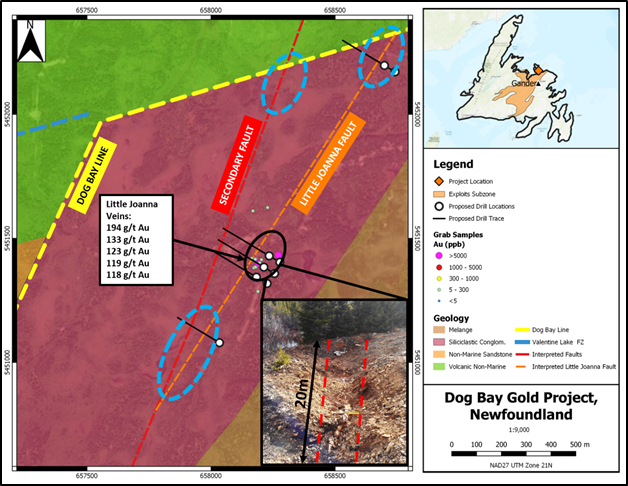 657500
658000
658500
N
5452000
5451500
5451000
DOG BAY LINE
SECONDARY FAULT
LITTLE JOANNA FAULT
Little Joanna
Veins:
194 g/t Au
133 g/t Au
123 g/t Au
119 g/t Au
118 g/t Au
20m
657500
658000
658500
Gander
Legend
Project Location
Exploits Subzone
Proposed Drill Locations
Proposed Drill Trace
Grab Samples
Au (ppb)
>5000
1000 - 5000
300 - 1000
5 - 300
<5
Geology
Melange
Siliciclastic Conglom.
Non-Marine Sandstone
Volcanic Non-Marine
Dog Bay Line
Valentine Lake FZ
Interpreted Faults
Interpreted Little Joanna Fault
Dog Bay Gold Project,
Newfoundland
1:9,000
0 100 200 300 400 500 m
NAD27 UTM Zone 21N